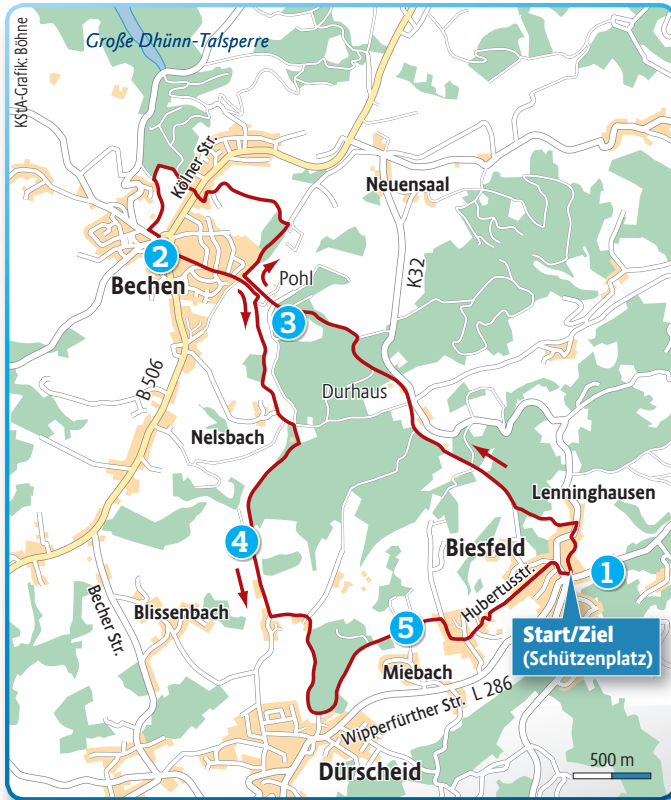 KStA-Grafik: Böhne
Große Dhünn-Talsperre
Kölner Str.
Neuensaal
2
Bechen
Pohl
K32
3
Durhaus
B 506
Nelsbach
Lenninghausen
4
Biesfeld
1
Hubertusstr.
Becher Str.
Blissenbach
5
Start/Ziel
(Schützenplatz)
Miebach
Wipperfürther Str. L 286
500 m
Dürscheid